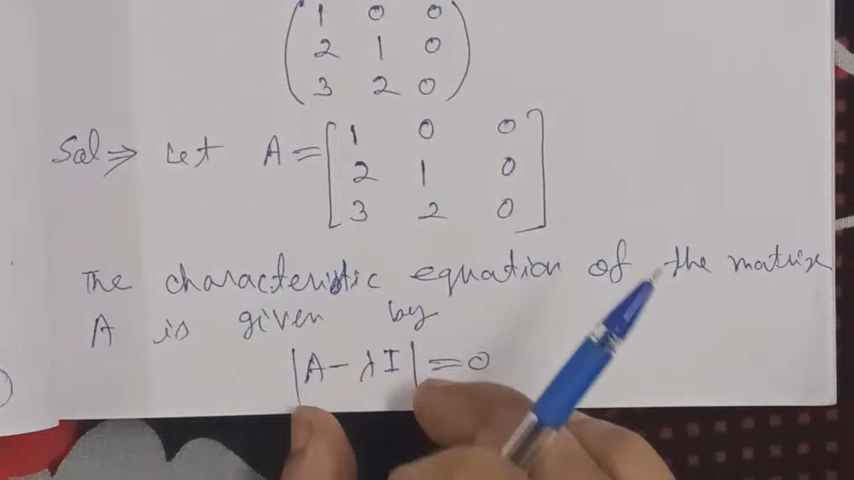 1 0 0
2 1 0
3 2 0
Sol ⇒ Let A = [1 0 0
2 1 0
3 2 0]
The characteristic equation of the matrix
A is given by
|A - λI| = 0